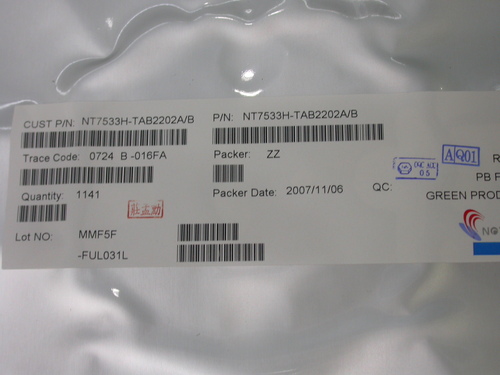 CUST P/N: NT7533H-TAB2202A/B
P/N: NT7533H-TAB2202A/B
Trace Code: 0724 B -016FA
Packer: ZZ
AQ01
Quantity: 1141
Packer Date: 2007/11/06
QC:
05
PB F
GREEN PROD
Lot NO: MMF5F
-FUL031L